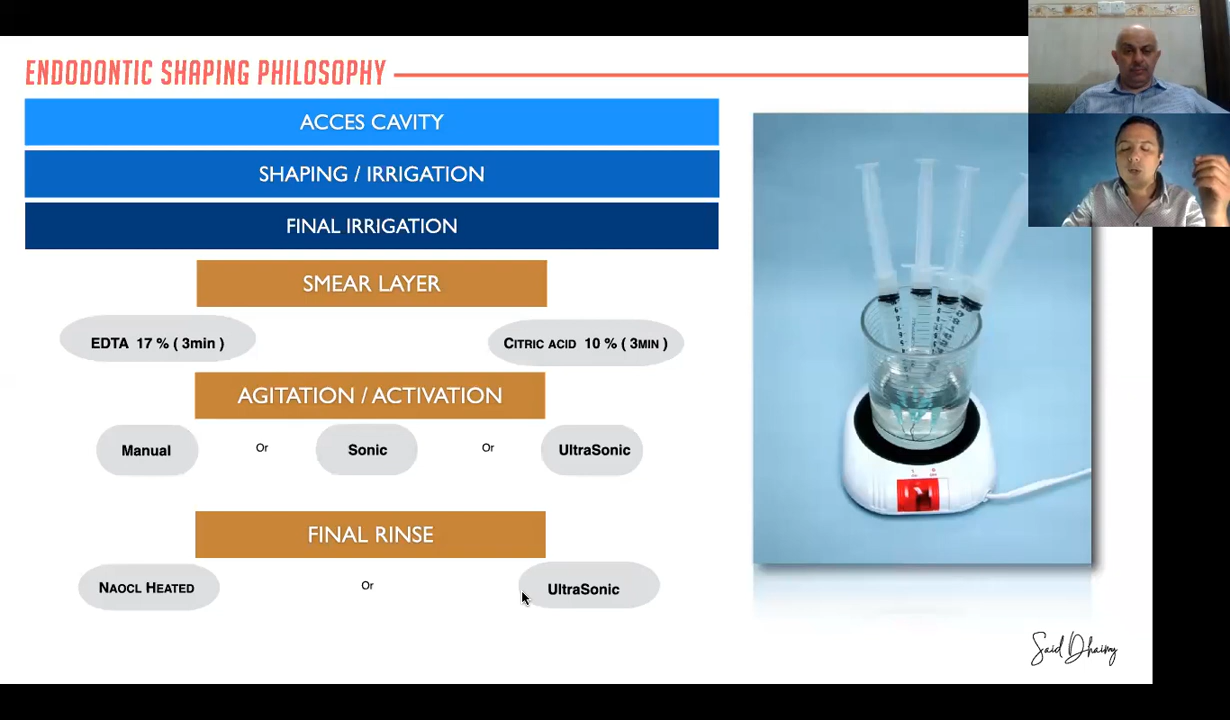 ENDODONTIC SHAPING PHILOSOPHY
ACCES CAVITY
SHAPING / IRRIGATION
FINAL IRRIGATION
SMEAR LAYER
EDTA 17 % ( 3min )
CITRIC ACID 10 % ( 3MIN )
AGITATION / ACTIVATION
Manual
Or
Sonic
Or
UltraSonic
FINAL RINSE
NAOCL HEATED
Or
UltraSonic
Said Dhaimy